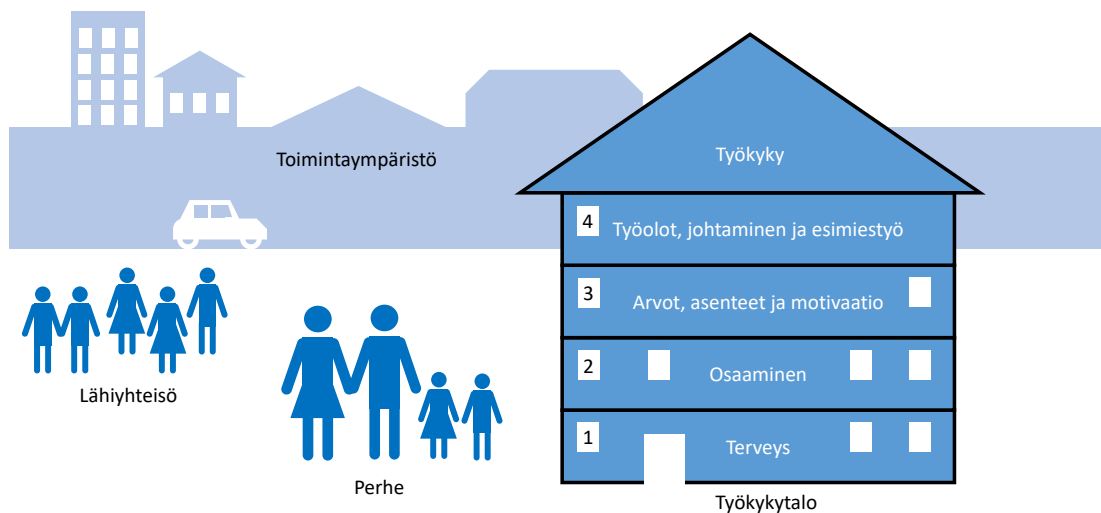 Toimintaympäristö
Työkyky
4 Työolot, johtaminen ja esimiestyö
3 Arvot, asenteet ja motivaatio
2 Osaaminen
1 Terveys
Lähiyhteisö
Perhe
Työkykytalo